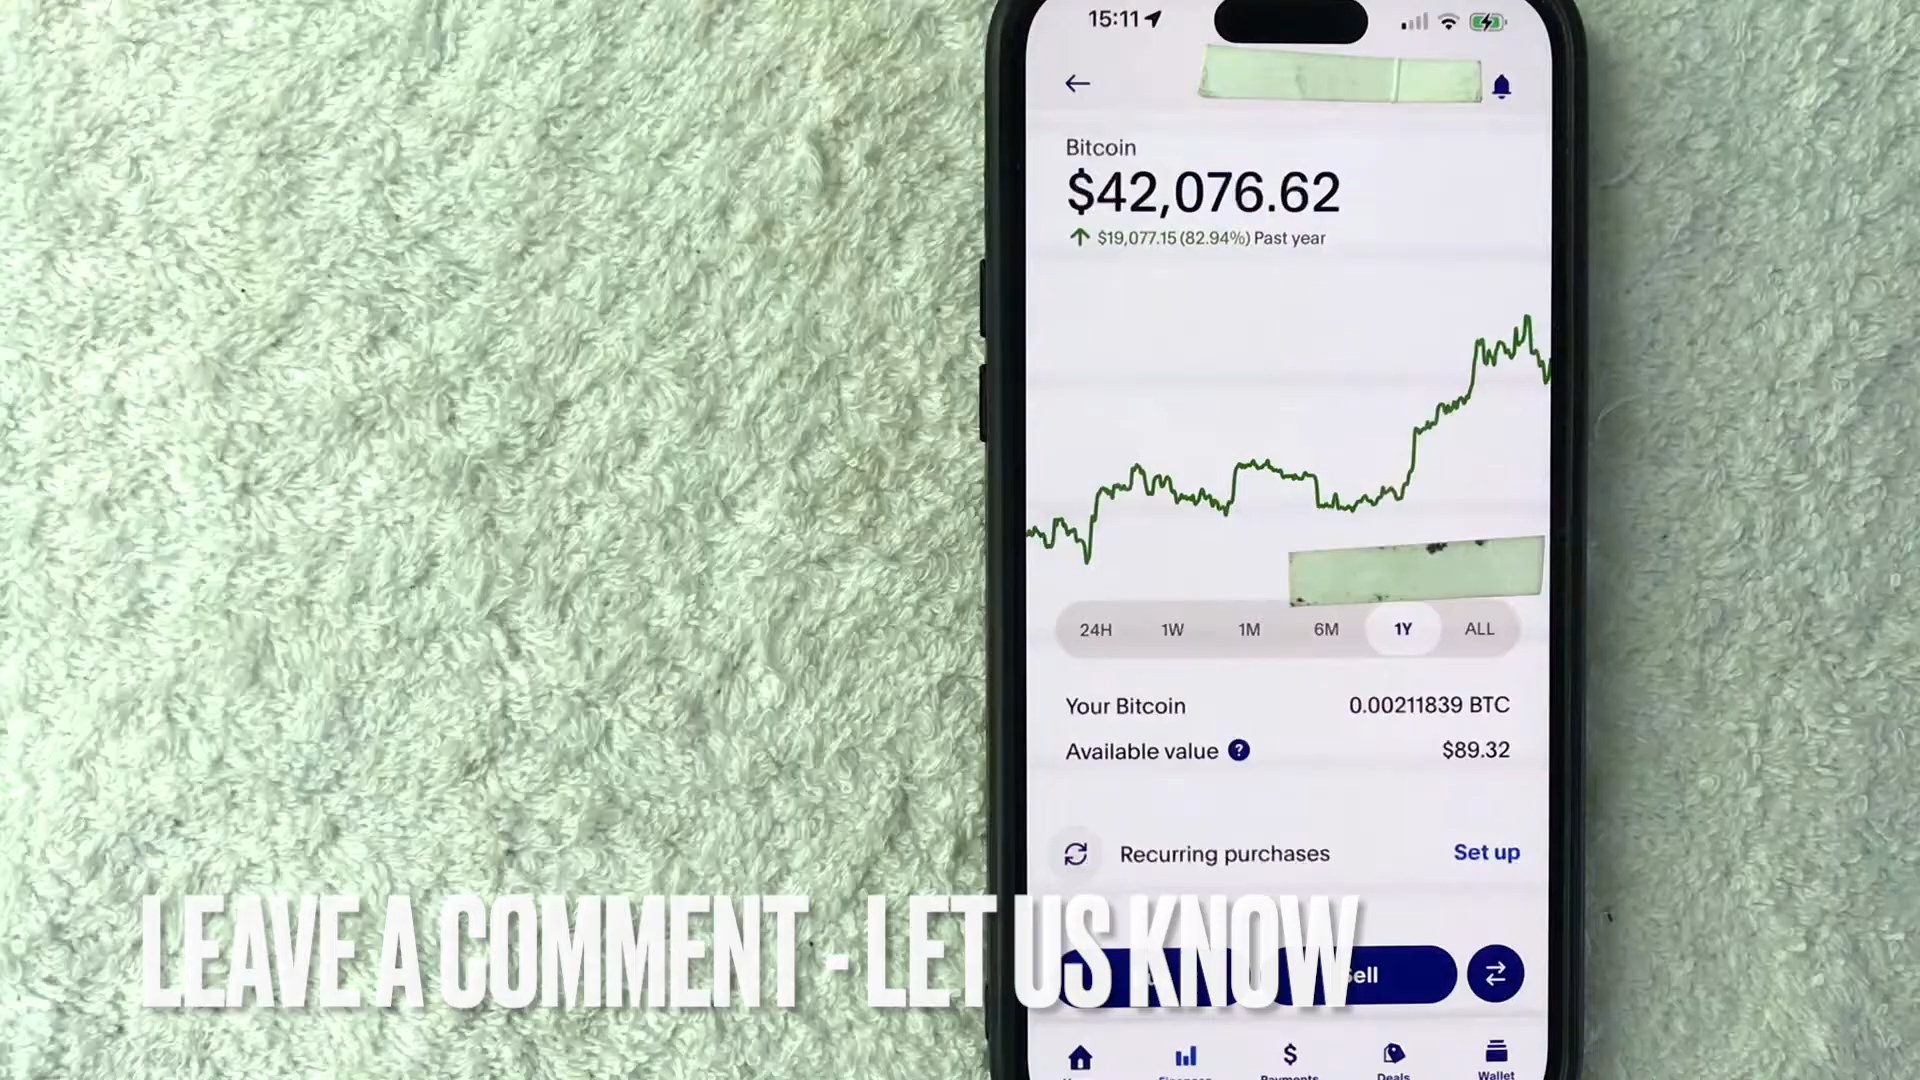 15:11
Bitcoin
$42,076.62
$19,077.15 (82.94%) Past year
24H 1W 1M 6M 1Y ALL
Your Bitcoin 0.00211839 BTC
Available value ? $89.32
Recurring purchases Set up
LEAVE A COMMENT - LET US KNOW
Sell
Payments Deals Wallet